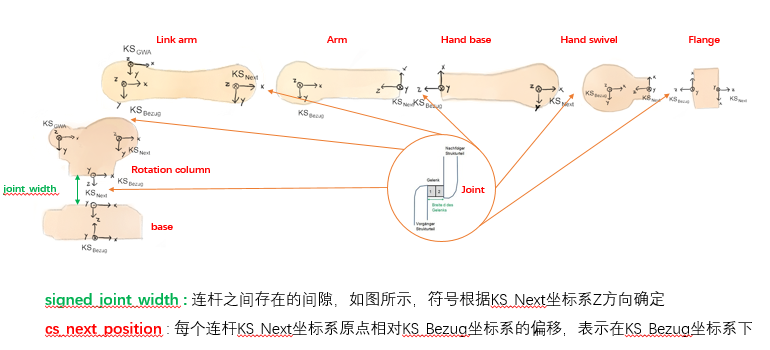 Link arm
Arm
Hand base
Hand swivel
Flange
KS GWA
KS Next
KS Bezug
KS Bezug
KS Next
KS Bezug
KS Next
KS Bezug
KS Next
KS Bezug
KS Next
KS GWA
KS Next
Rotation column
KS Bezug
joint_width
KS Next
base
KS Bezug
Nachfolger
Strukturteil
Gelenk
1 2
Joint
Breite d des
Gelenks
Vorgänger
Strukturteil
signed_joint_width : 连杆之间存在的间隙，如图所示，符号根据KS_Next坐标系Z方向确定
cs_next_position : 每个连杆KS_Next坐标系原点相对KS_Bezug坐标系的偏移，表示在KS_Bezug坐标系下